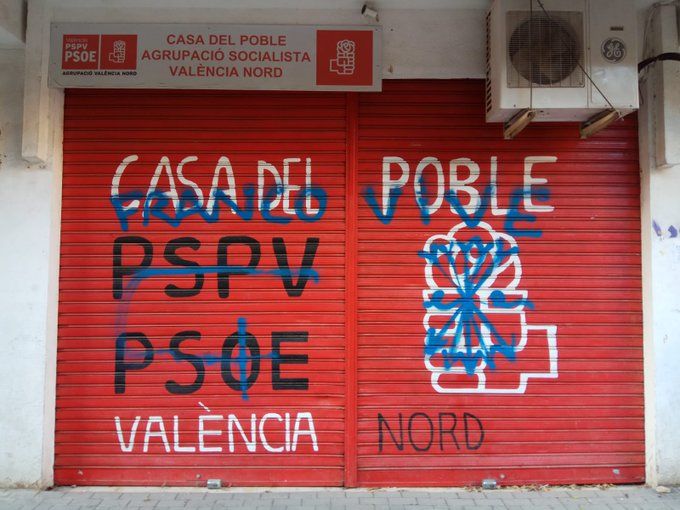 València
PSPV
PSOE
AGRUPACIÓ VALÈNCIA NORD
CASA DEL POBLE
AGRUPACIÓ SOCIALISTA
VALÈNCIA NORD
GE
CASA DEL POBLE
FRANCO VIVE
PSPV
PSOE
VALÈNCIA NORD